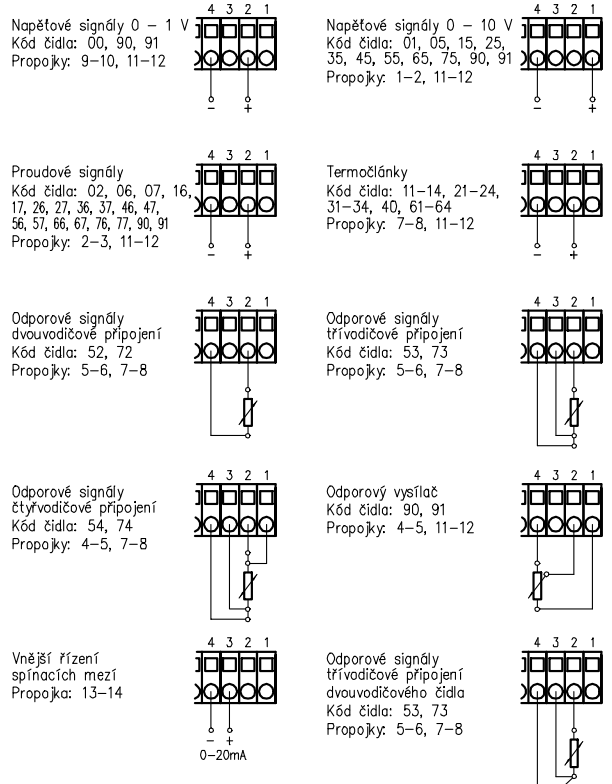 Napěťové signály 0 – 1 V
Kód čidla: 00, 90, 91
Propojky: 9–10, 11–12
4 3 2 1
– +
Napěťové signály 0 – 10 V
Kód čidla: 01, 05, 15, 25,
35, 45, 55, 65, 75, 90, 91
Propojky: 1–2, 11–12
4 3 2 1
– +
Proudové signály
Kód čidla: 02, 06, 07, 16,
17, 26, 27, 36, 37, 46, 47,
56, 57, 66, 67, 76, 77, 90, 91
Propojky: 2–3, 11–12
4 3 2 1
– +
Termočlánky
Kód čidla: 11–14, 21–24,
31–34, 40, 61–64
Propojky: 7–8, 11–12
4 3 2 1
– +
Odporové signály
dvouvodičové připojení
Kód čidla: 52, 72
Propojky: 5–6, 7–8
4 3 2 1
Odporové signály
třívodičové připojení
Kód čidla: 53, 73
Propojky: 5–6, 7–8
4 3 2 1
Odporové signály
čtyřvodičové připojení
Kód čidla: 54, 74
Propojky: 4–5, 7–8
4 3 2 1
Odporový vysílač
Kód čidla: 90, 91
Propojky: 4–5, 11–12
4 3 2 1
Vnější řízení
spínacích mezí
Propojka: 13–14
4 3 2 1
– +
0–20mA
Odporové signály
třívodičové připojení
dvouvodičového čidla
Kód čidla: 53, 73
Propojky: 5–6, 7–8
4 3 2 1